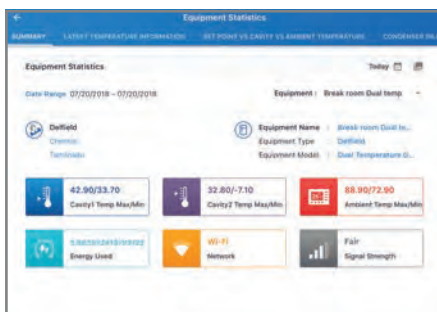 Equipment Statistics
SUMMARY LATEST TEMPERATURE INFORMATION SET POINT VS CAVITY VS AMBIENT TEMPERATURE CONDENSER
Equipment Statistics Today
Date Range 07/20/2018 - 07/20/2018 Equipment : Break room Dual temp
Delfield Equipment Name : Break room Dual te...
Chennai Equipment Type : Delfield
Tamilnadu Equipment Model : Dual Temperature D...
42.90/33.70 32.80/-7.10 88.90/72.90
Cavity1 Temp Max/Min Cavity2 Temp Max/Min Ambient Temp Max/Min
Wi-Fi Fair
Energy Used Network Signal Strength